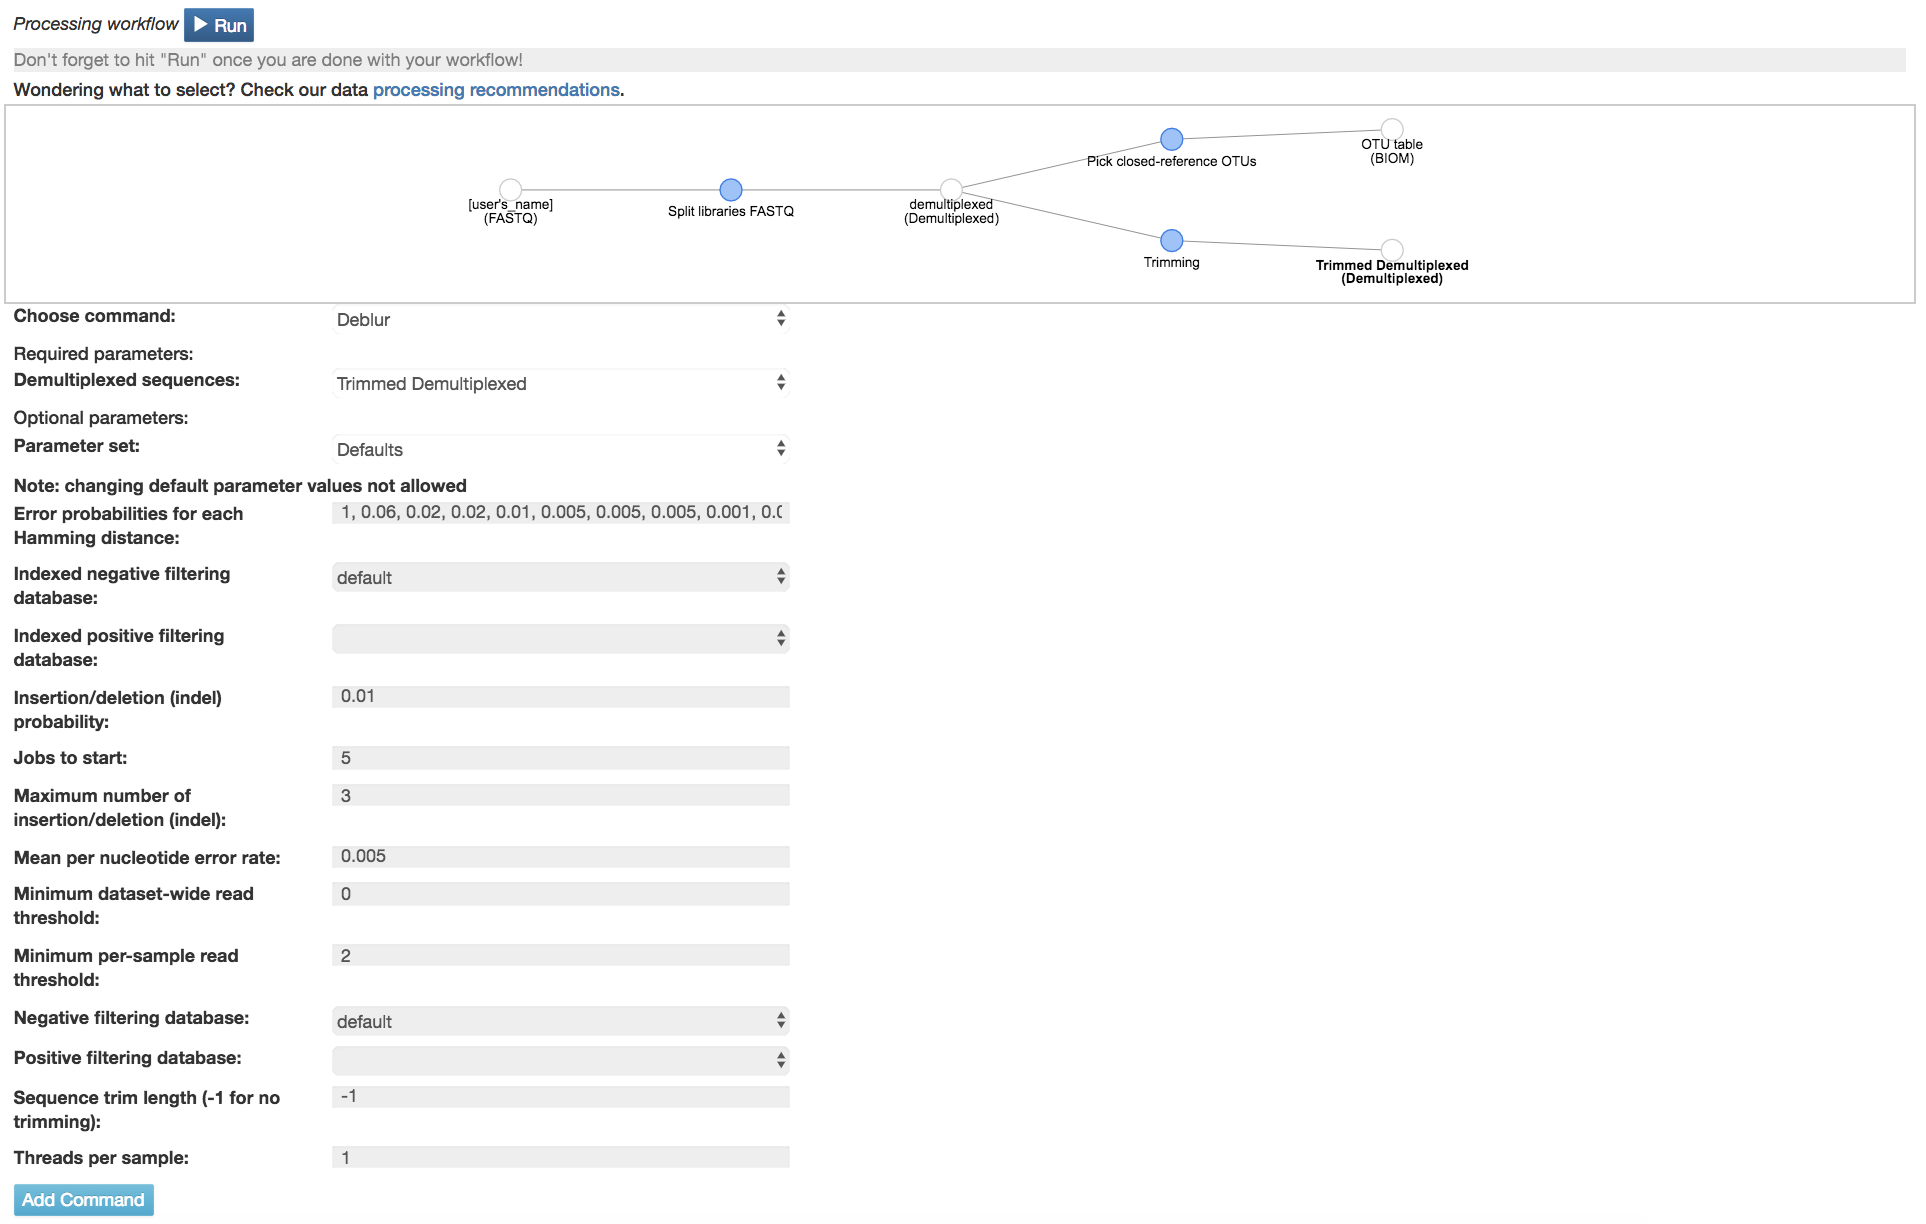 Processing workflow Run
Don't forget to hit "Run" once you are done with your workflow!
Wondering what to select? Check our data processing recommendations.
[user's_name]
(FASTQ)
Split libraries FASTQ
demultiplexed
(Demultiplexed)
Pick closed-reference OTUs
OTU table
(BIOM)
Trimming
Trimmed Demultiplexed
(Demultiplexed)
Choose command: Deblur
Required parameters:
Demultiplexed sequences: Trimmed Demultiplexed
Optional parameters:
Parameter set: Defaults
Note: changing default parameter values not allowed
Error probabilities for each 1, 0.06, 0.02, 0.02, 0.01, 0.005, 0.005, 0.005, 0.001, 0.0
Hamming distance:
Indexed negative filtering default
database:
Indexed positive filtering
database:
Insertion/deletion (indel) 0.01
probability:
Jobs to start: 5
Maximum number of 3
insertion/deletion (indel):
Mean per nucleotide error rate: 0.005
Minimum dataset-wide read 0
threshold:
Minimum per-sample read 2
threshold:
Negative filtering database: default
Positive filtering database:
Sequence trim length (-1 for no -1
trimming):
Threads per sample: 1
Add Command